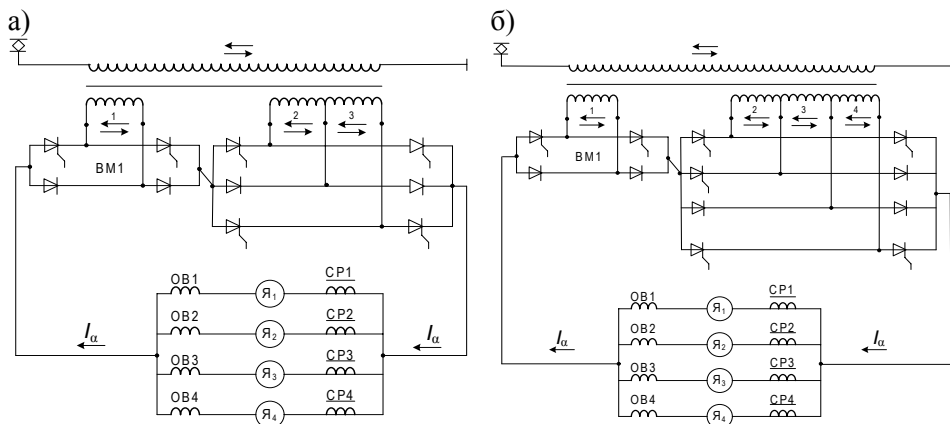 а)
1
2
3
ВМ1
ОВ1
Я1
СР1
ОВ2
Я2
СР2
ОВ3
Я3
СР3
ОВ4
Я4
СР4
Iα
Iα
б)
1
2
3
4
ВМ1
ОВ1
Я1
СР1
ОВ2
Я2
СР2
ОВ3
Я3
СР3
ОВ4
Я4
СР4
Iα
Iα